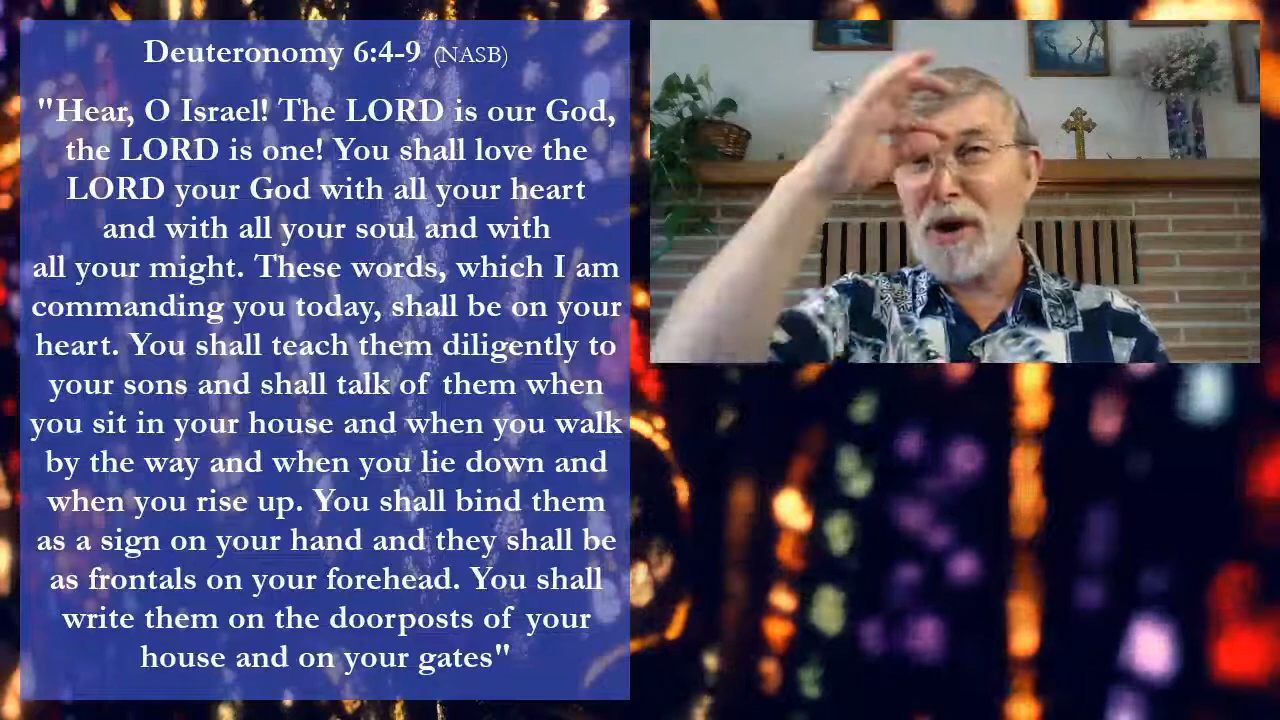 Deuteronomy 6:4-9 (NASB)
"Hear, O Israel! The LORD is our God,
the LORD is one! You shall love the
LORD your God with all your heart
and with all your soul and with
all your might. These words, which I am
commanding you today, shall be on your
heart. You shall teach them diligently to
your sons and shall talk of them when
you sit in your house and when you walk
by the way and when you lie down and
when you rise up. You shall bind them
as a sign on your hand and they shall be
as frontals on your forehead. You shall
write them on the doorposts of your
house and on your gates"